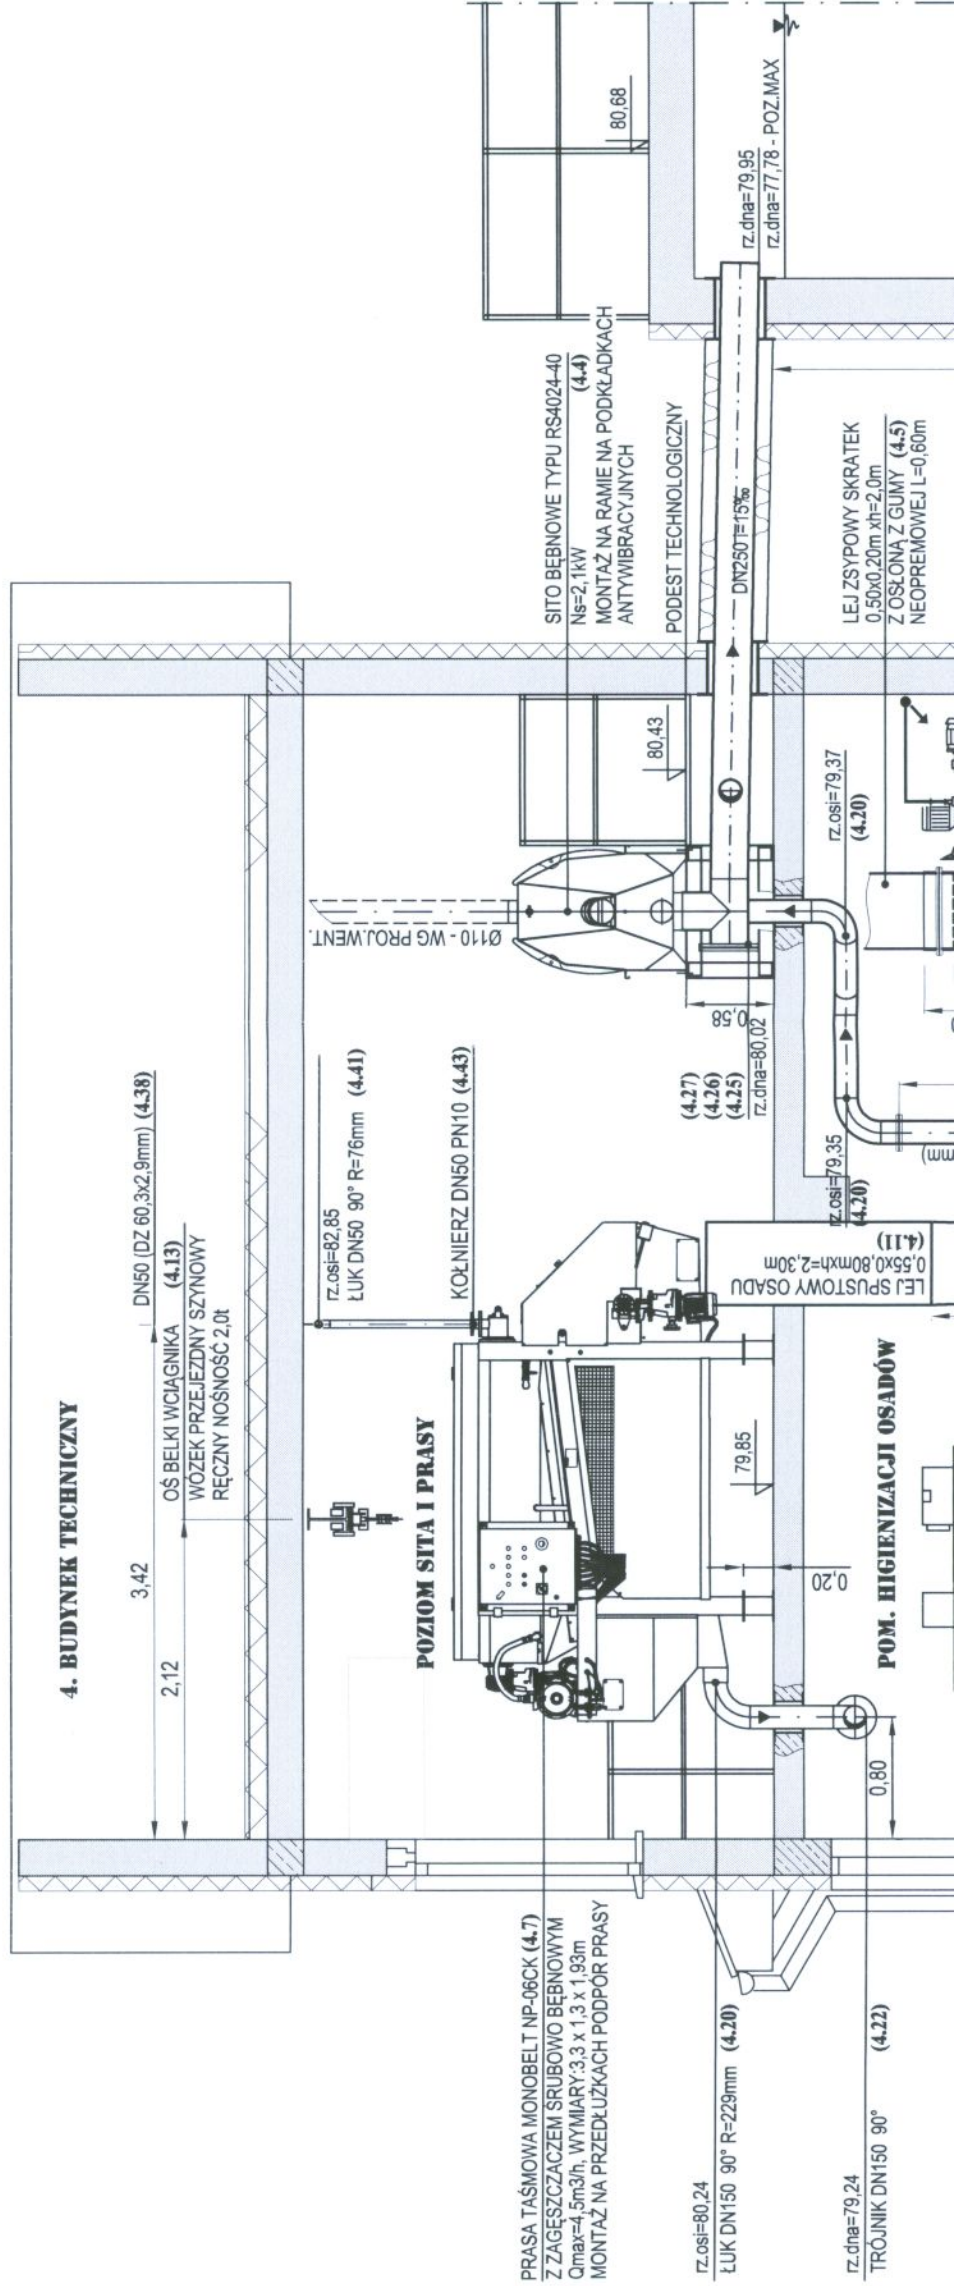 4. BUDYNEK TECHNICZNY
3,42
DN50 (DZ 60,3x2,9mm) (4.38)
2,12
OŚ BELKI WCIĄGNIKA (4.13)
WÓZEK PRZEJEZDNY SZYNOWY
RĘCZNY NOŚNOŚĆ 2,0t
rz.osi=82,85
ŁUK DN50 90° R=76mm (4.41)
Ø110 - WG PROJ.WENT.
POZIOM SITA I PRASY
KOŁNIERZ DN50 PN10 (4.43)
SITO BĘBNOWE TYPU RS4024-40
Ns=2,1kW (4.4)
MONTAŻ NA RAMIE NA PODKŁADKACH
ANTYWIBRACYJNYCH
80,68
PODEST TECHNOLOGICZNY
80,43
PRASA TAŚMOWA MONOBELT NP-06CK (4.7)
Z ZAGĘSZCZACZEM ŚRUBOWO BĘBNOWYM
Qmax=4,5m3/h, WYMIARY:3,3 x 1,3 x 1,93m
MONTAŻ NA PRZEDŁUŻKACH PODPÓR PRASY
(4.27)
(4.26)
(4.25)
rz.dna=80,02
0,58
DN250 i=15‰
rz.dna=79,95
rz.dna=77,78 - POZ.MAX
rz.osi=80,24
ŁUK DN150 90° R=229mm (4.20)
79,85
0,20
LEJ SPUSTOWY OSADU
0,55x0,80mxh=2,30m
(4.11)
rz.osi=79,35
(4.20)
rz.osi=79,37
(4.20)
LEJ ZSYPOWY SKRATEK
0,50x0,20m xh=2,0m
Z OSŁONĄ Z GUMY (4.5)
NEOPREMOWEJ L=0,60m
rz.dna=79,24
TRÓJNIK DN150 90° (4.22)
0,80
POM. HIGIENIZACJI OSADÓW
mm)